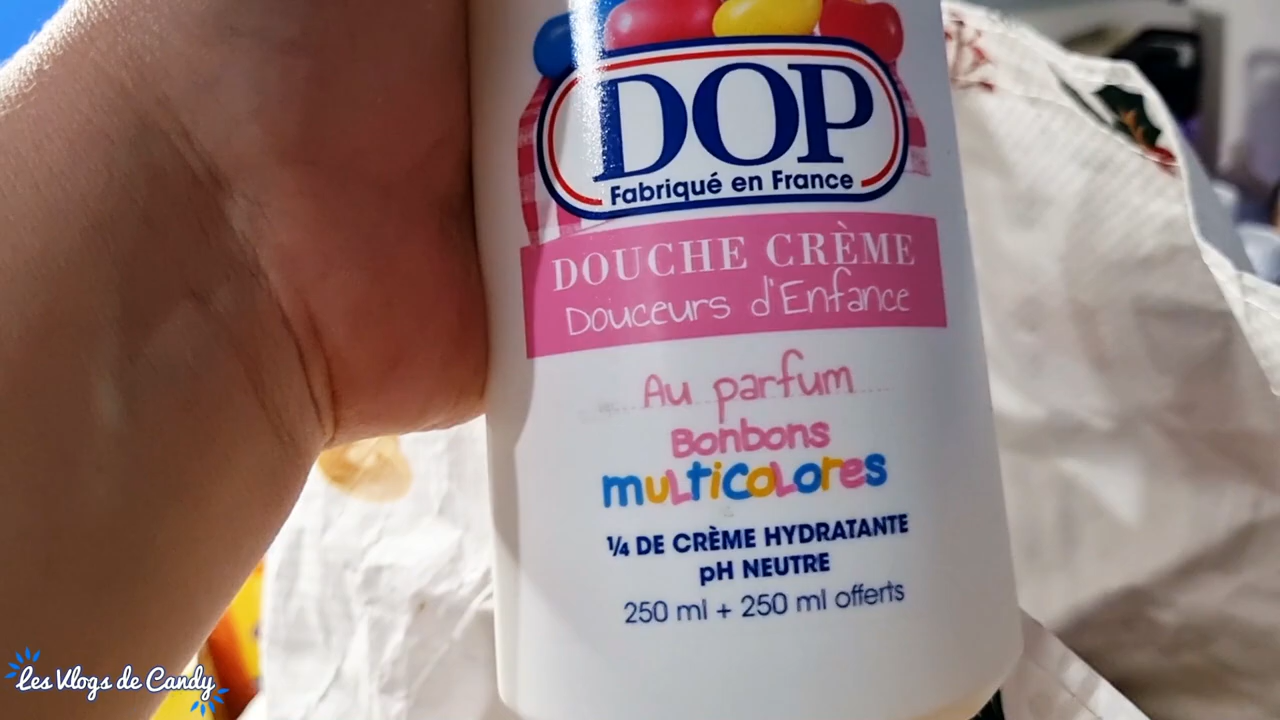 DOP
Fabriqué en France
DOUCHE CRÈME
Douceurs d'Enfance
Au parfum
Bonbons
multicolores
¼ DE CRÈME HYDRATANTE
pH NEUTRE
250 ml + 250 ml offerts
Les Vlogs de Candy